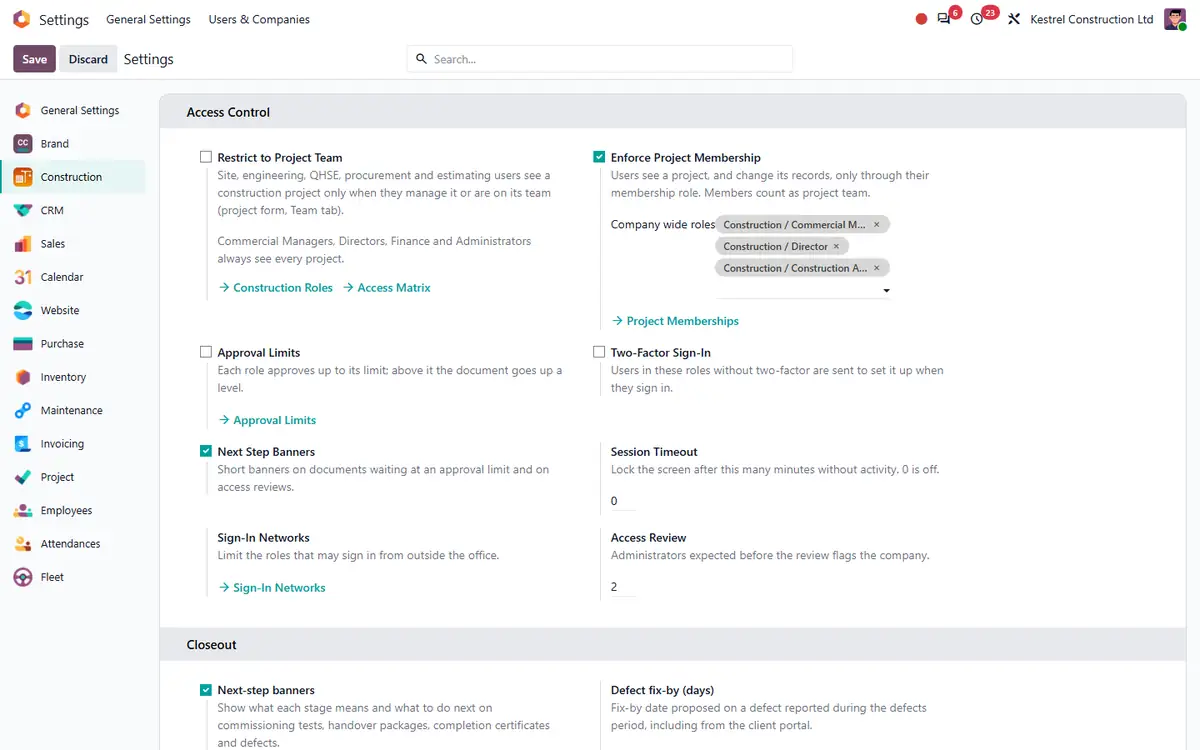 Settings General Settings Users & Companies 6 23 Kestrel Construction Ltd
Save Discard Settings Search...
General Settings
CC Brand
Construction
CRM
Sales
31 Calendar
Website
Purchase
Inventory
Maintenance
$ Invoicing
Project
Employees
Attendances
Fleet
Access Control
Restrict to Project Team
Site, engineering, QHSE, procurement and estimating users see a
construction project only when they manage it or are on its team
(project form, Team tab).
Commercial Managers, Directors, Finance and Administrators
always see every project.
→ Construction Roles → Access Matrix
Enforce Project Membership
Users see a project, and change its records, only through their
membership role. Members count as project team.
Company wide roles Construction / Commercial M... ×
Construction / Director ×
Construction / Construction A... ×
→ Project Memberships
Approval Limits
Each role approves up to its limit; above it the document goes up a
level.
→ Approval Limits
Two-Factor Sign-In
Users in these roles without two-factor are sent to set it up when
they sign in.
Next Step Banners
Short banners on documents waiting at an approval limit and on
access reviews.
Session Timeout
Lock the screen after this many minutes without activity. 0 is off.
0
Sign-In Networks
Limit the roles that may sign in from outside the office.
→ Sign-In Networks
Access Review
Administrators expected before the review flags the company.
2
Closeout
Next-step banners
Show what each stage means and what to do next on
commissioning tests, handover packages, completion certificates
and defects.
Defect fix-by (days)
Fix-by date proposed on a defect reported during the defects
period, including from the client portal.